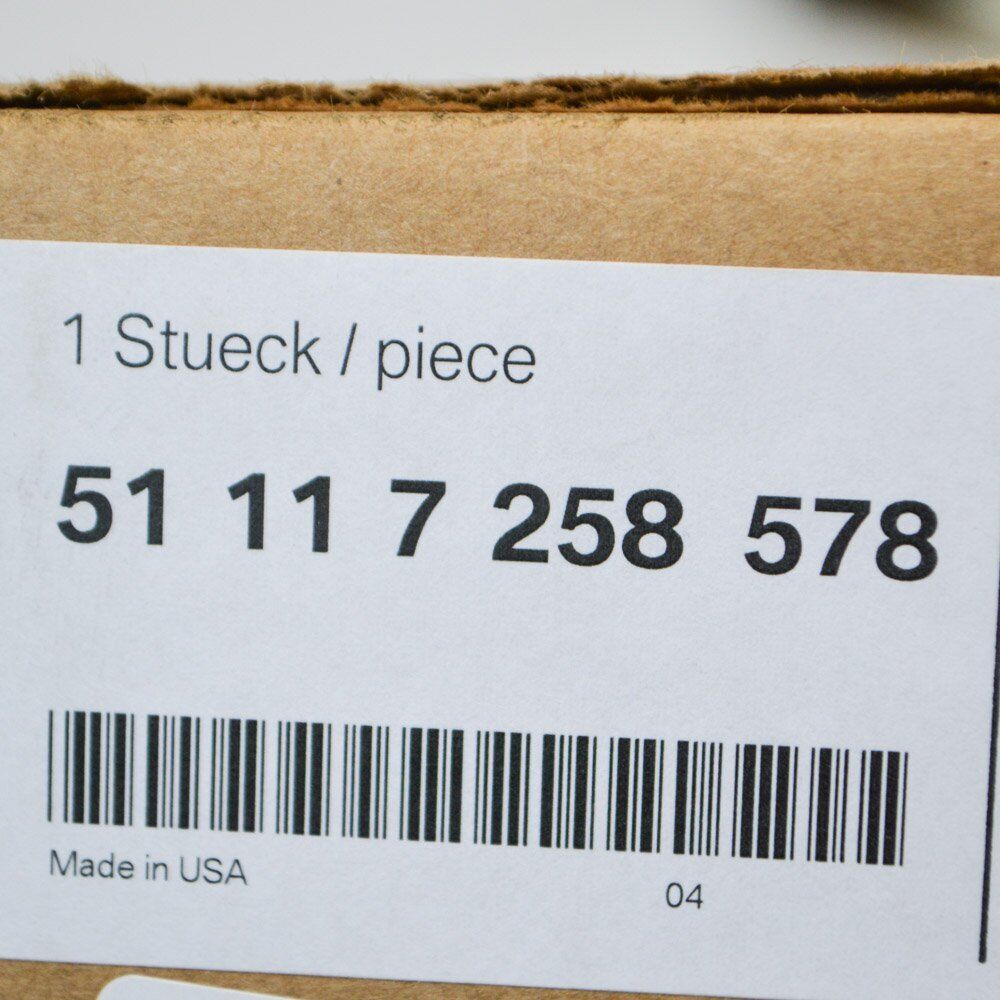 1 Stueck / piece
51 11 7 258 578
Made in USA
04